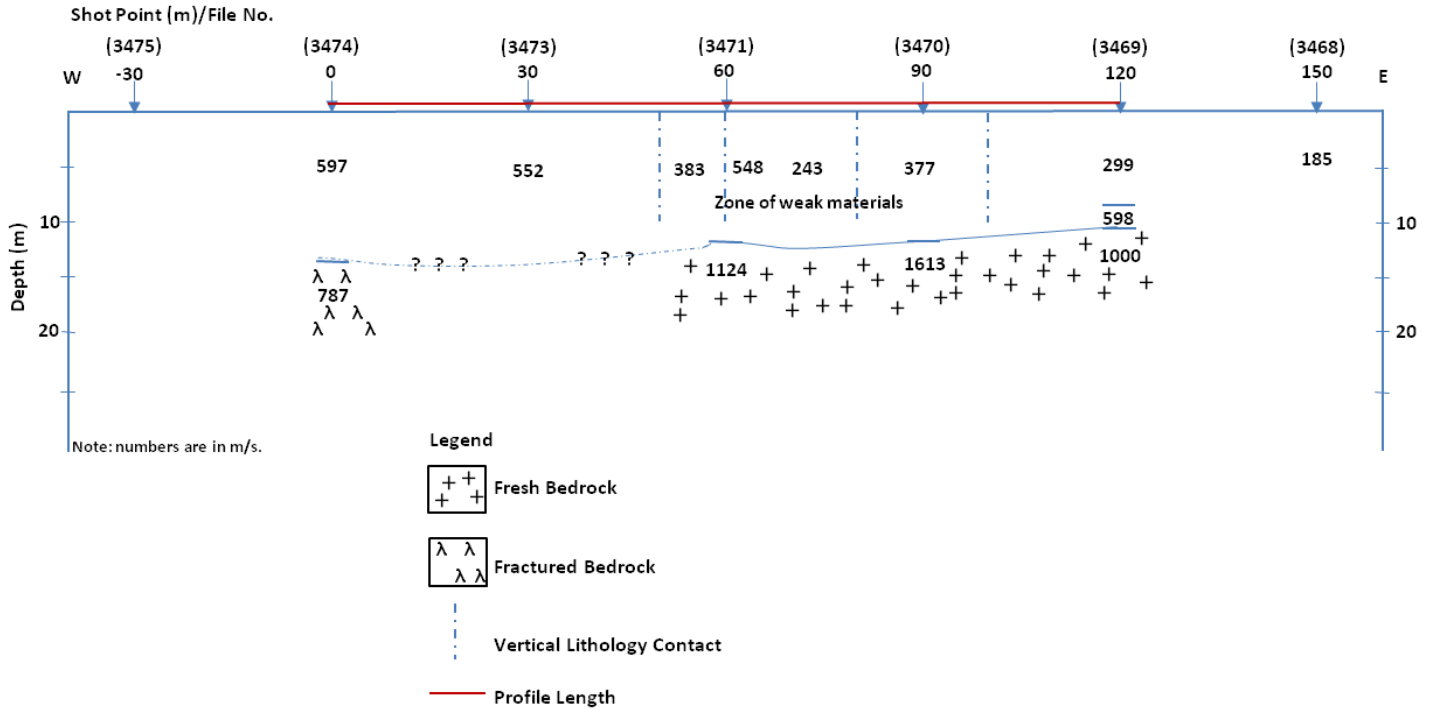 Shot Point (m)/File No.
(3475) (3474) (3473) (3471) (3470) (3469) (3468)
W -30 0 30 60 90 120 150 E
597 552 383 548 243 377 299 185
Zone of weak materials
10 598 10
Depth (m)
? ? ? ? ? ?
1124 1613 1000
λ λ
787
λ λ
20 λ λ 20
Note: numbers are in m/s.
Legend
Fresh Bedrock
λ λ
Fractured Bedrock
λ λ
Vertical Lithology Contact
Profile Length